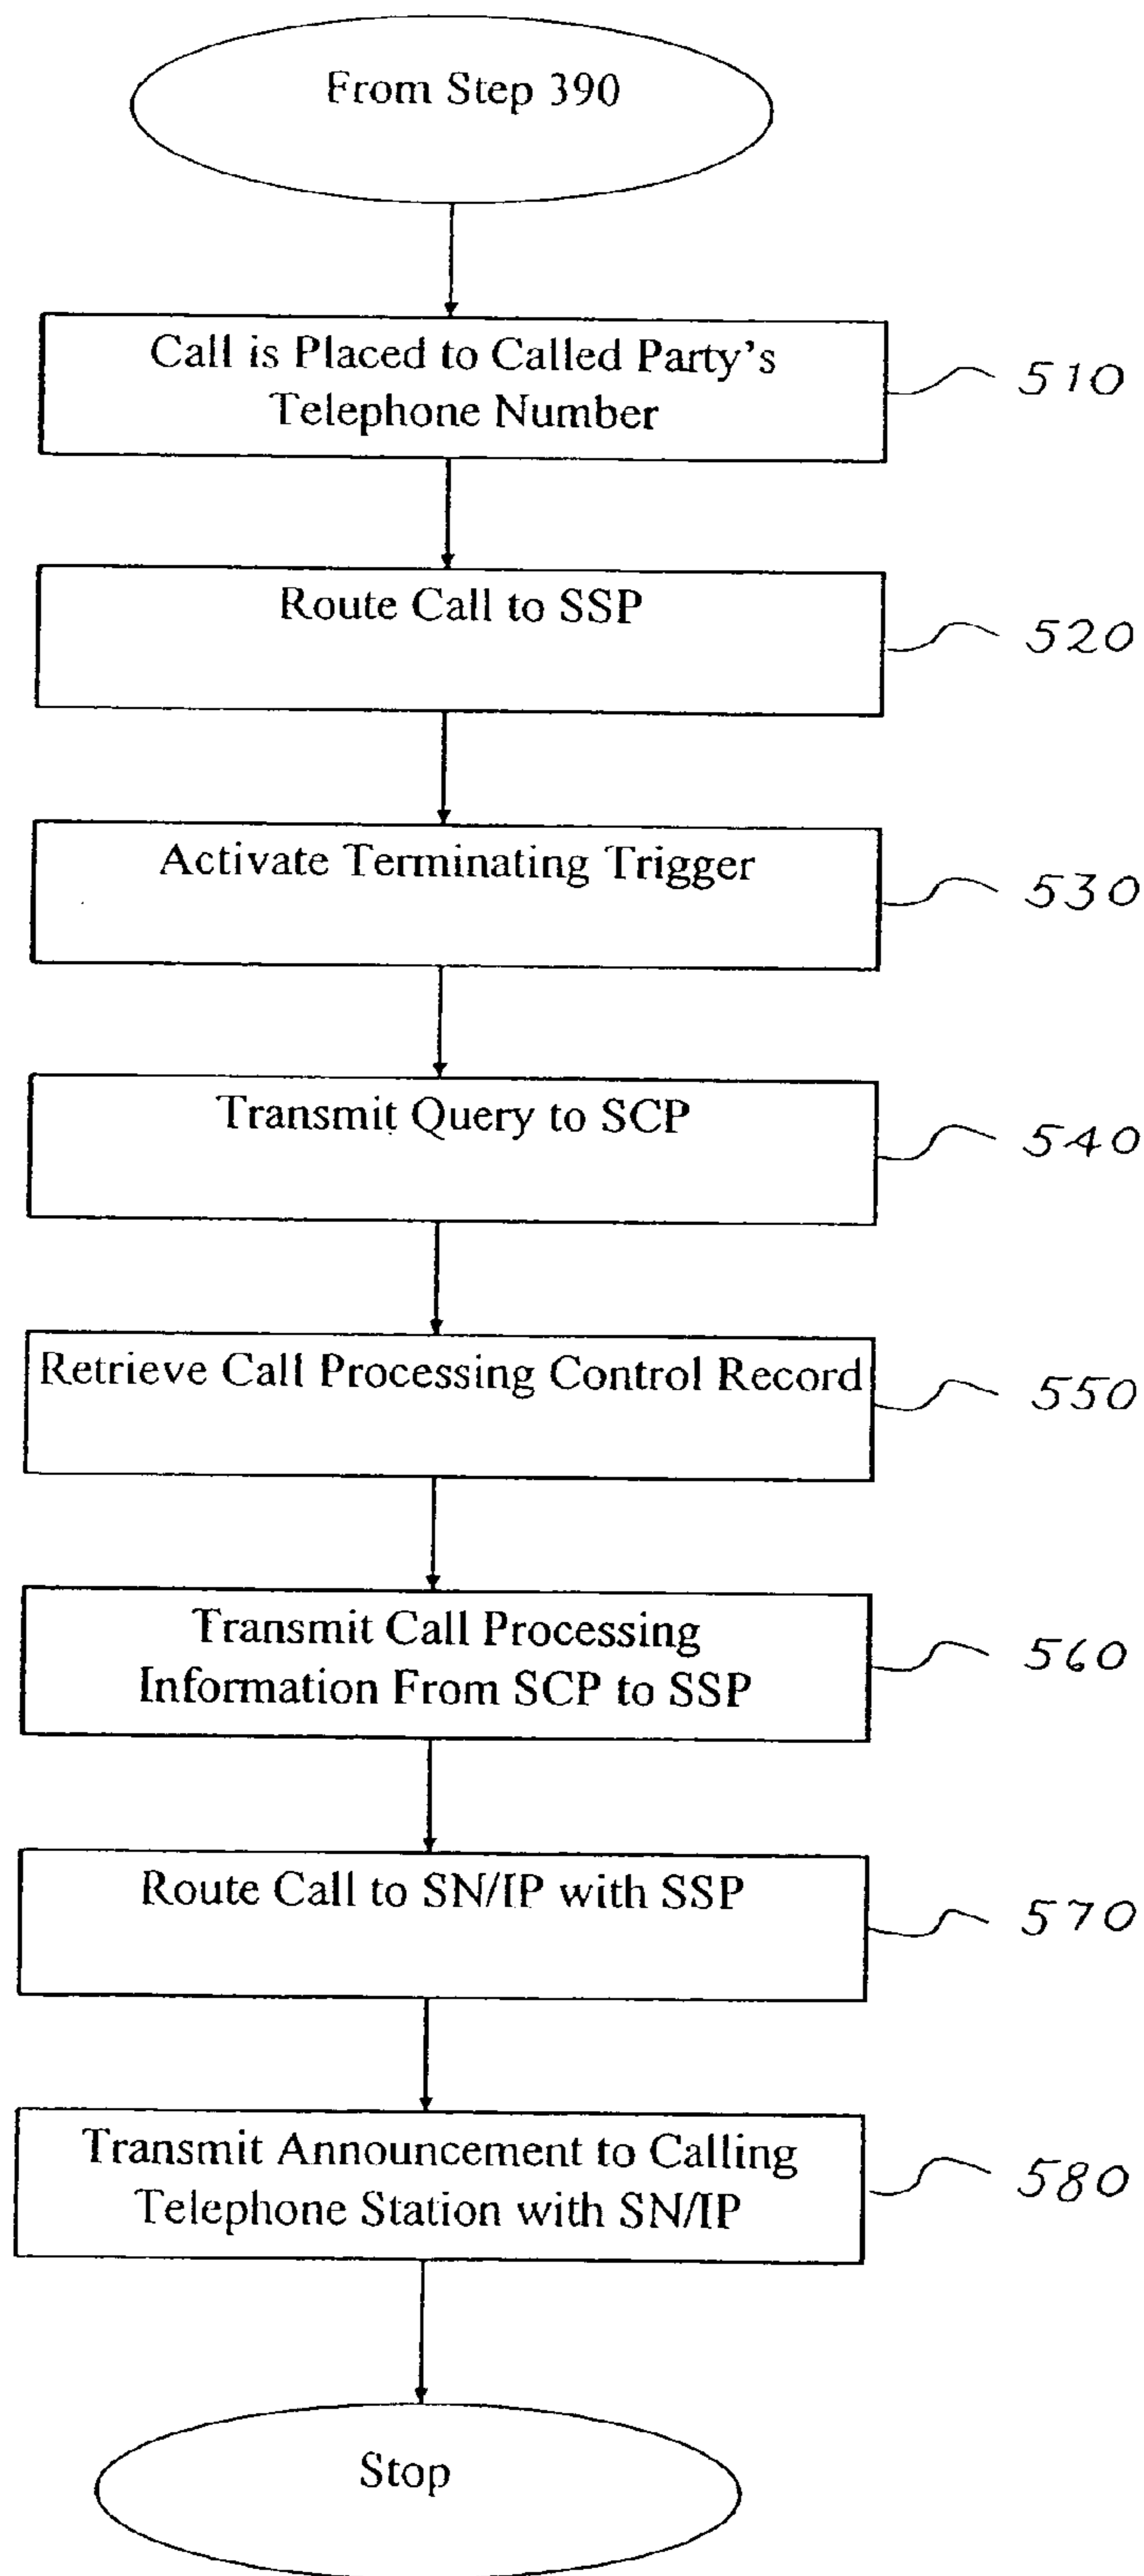 From Step 390
Call is Placed to Called Party's
Telephone Number
510
Route Call to SSP
520
Activate Terminating Trigger
530
Transmit Query to SCP
540
Retrieve Call Processing Control Record
550
Transmit Call Processing
Information From SCP to SSP
560
Route Call to SN/IP with SSP
570
Transmit Announcement to Calling
Telephone Station with SN/IP
580
Stop